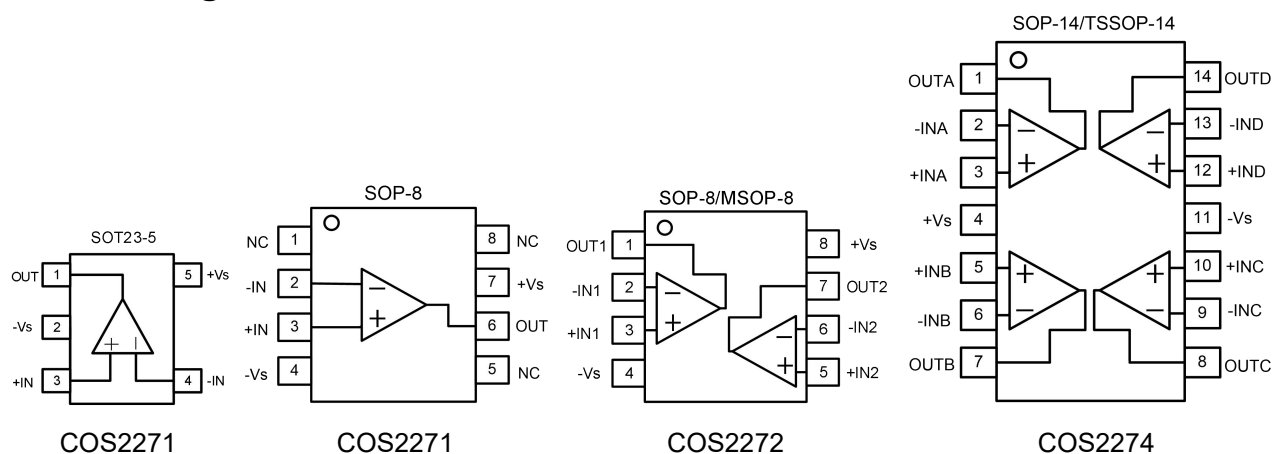 g
SOT23-5
OUT 1
5 +Vs
-Vs 2
+IN 3
4 -IN
+ −
COS2271
SOP-8
NC 1
8 NC
-IN 2
7 +Vs
+IN 3
6 OUT
-Vs 4
5 NC
−
+
COS2271
SOP-8/MSOP-8
OUT1 1
8 +Vs
-IN1 2
7 OUT2
+IN1 3
6 -IN2
-Vs 4
5 +IN2
−
+
−
+
COS2272
SOP-14/TSSOP-14
OUTA 1
14 OUTD
-INA 2
13 -IND
+INA 3
12 +IND
+Vs 4
11 -Vs
+INB 5
10 +INC
-INB 6
9 -INC
OUTB 7
8 OUTC
− −
+ +
+ +
− −
COS2274